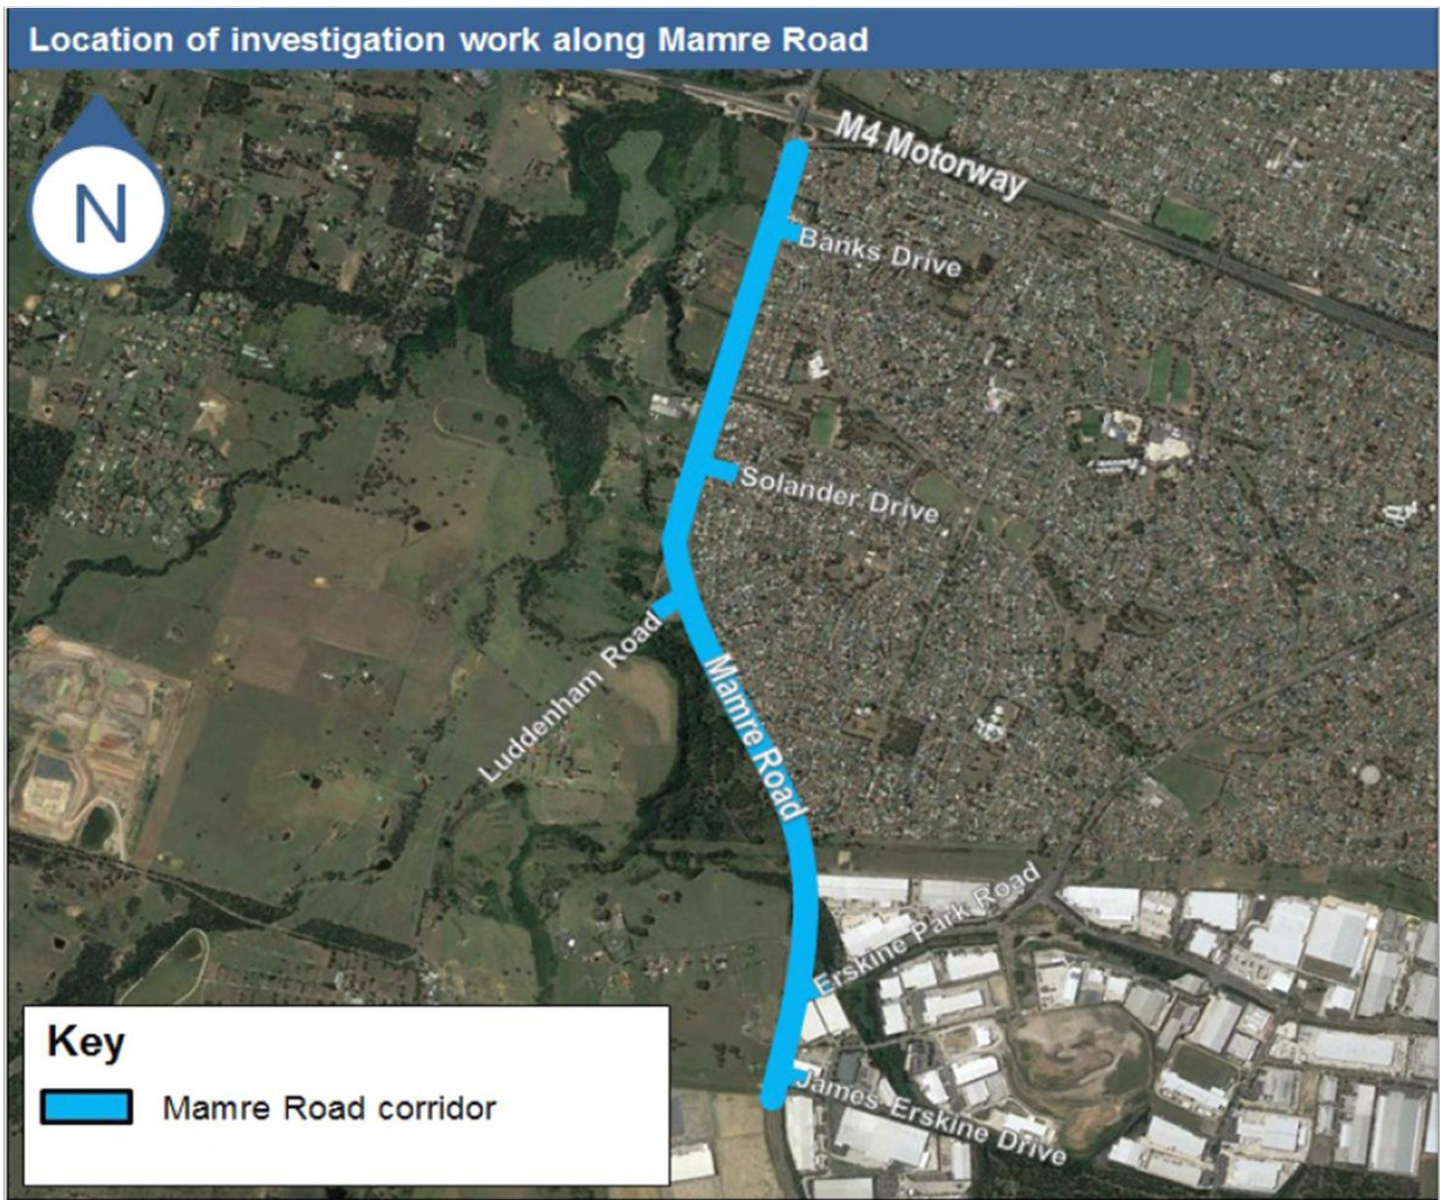 Location of investigation work along Mamre Road
N
M4 Motorway
Banks Drive
Solander Drive
Luddenham Road
Mamre Road
Erskine Park Road
James Erskine Drive
Key
Mamre Road corridor